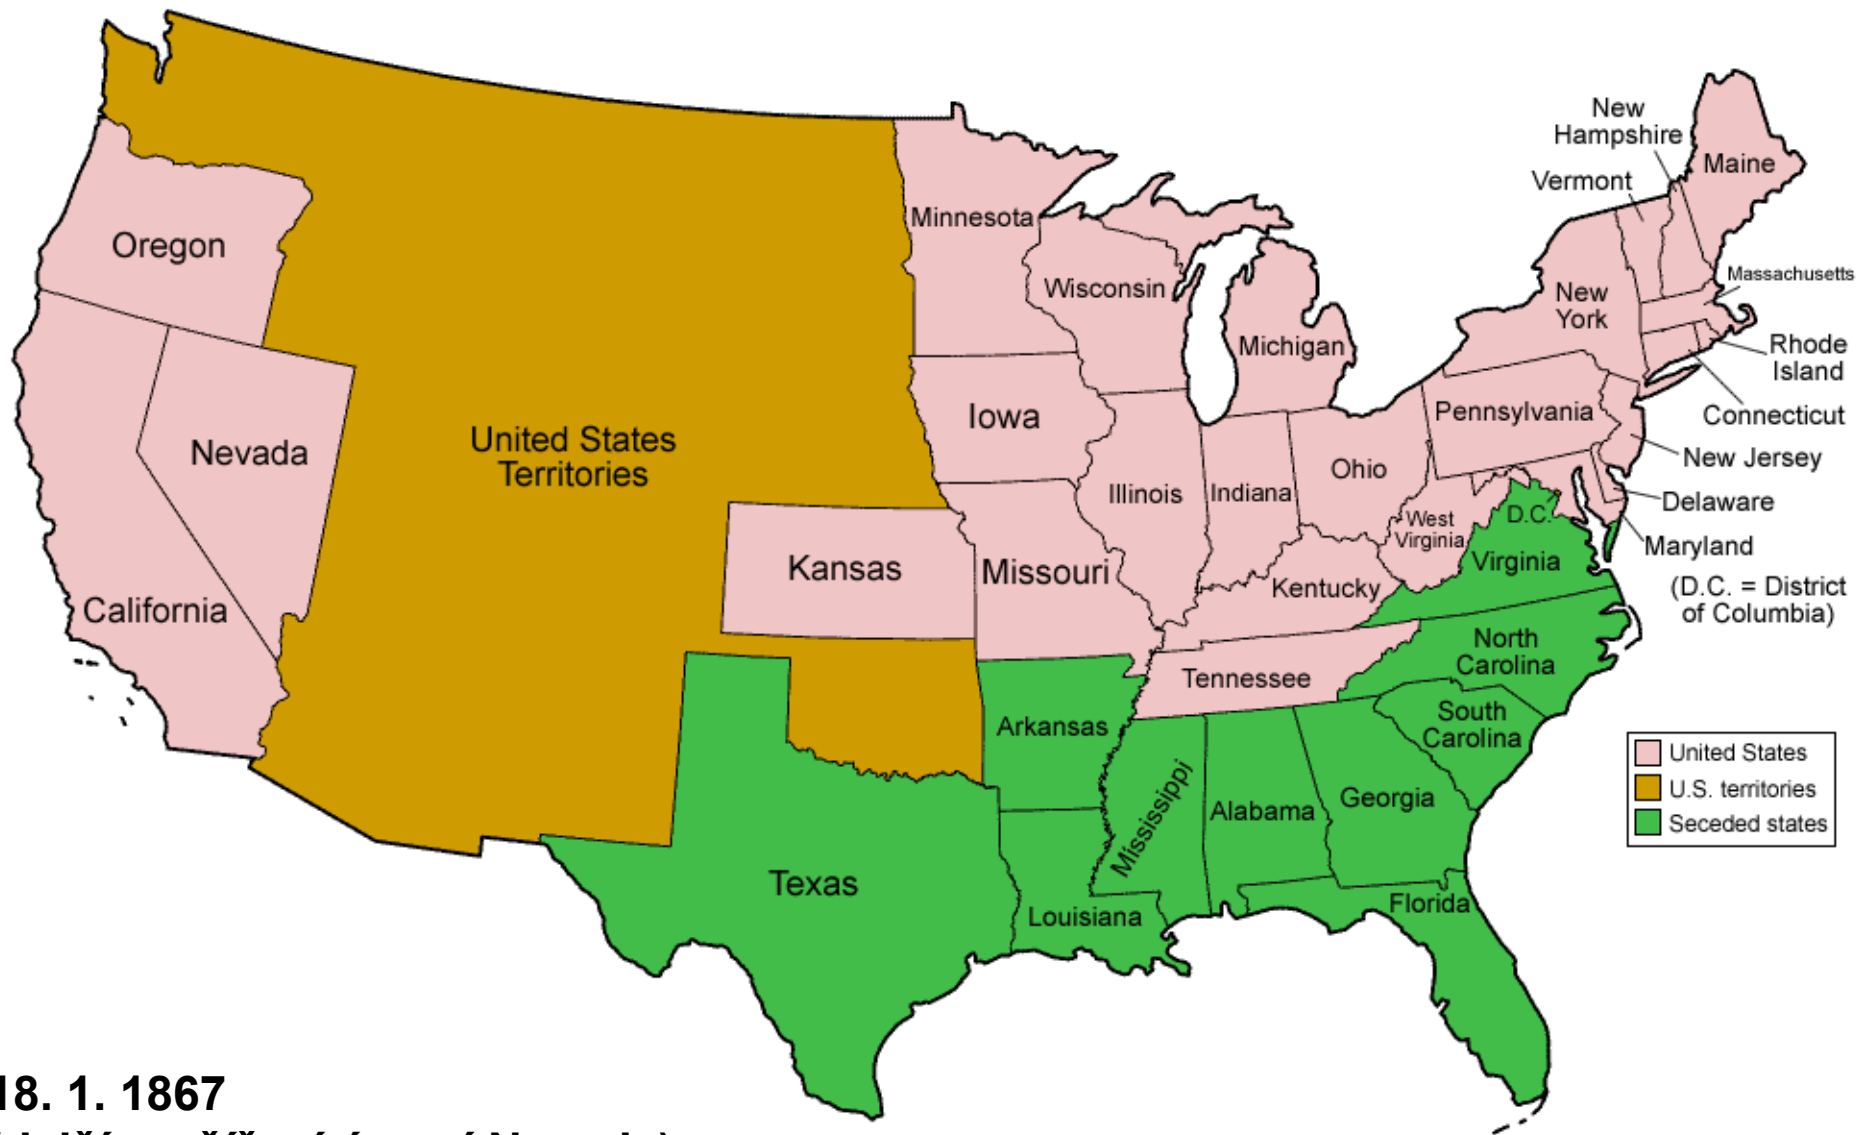 New
Hampshire
Vermont
Maine
Massachusetts
Minnesota
Oregon
Wisconsin
New
York
Michigan
Rhode
Island
Iowa
Pennsylvania
Connecticut
Nevada
United States
Territories
Ohio
New Jersey
Illinois
Indiana
Delaware
D.C.
West
Virginia
Maryland
Kansas
Missouri
Virginia
Kentucky
(D.C. = District
of Columbia)
California
North
Carolina
Tennessee
South
Carolina
Arkansas
United States
U.S. territories
Seceded states
Mississippi
Alabama
Georgia
Texas
Louisiana
Florida
18. 1. 1867